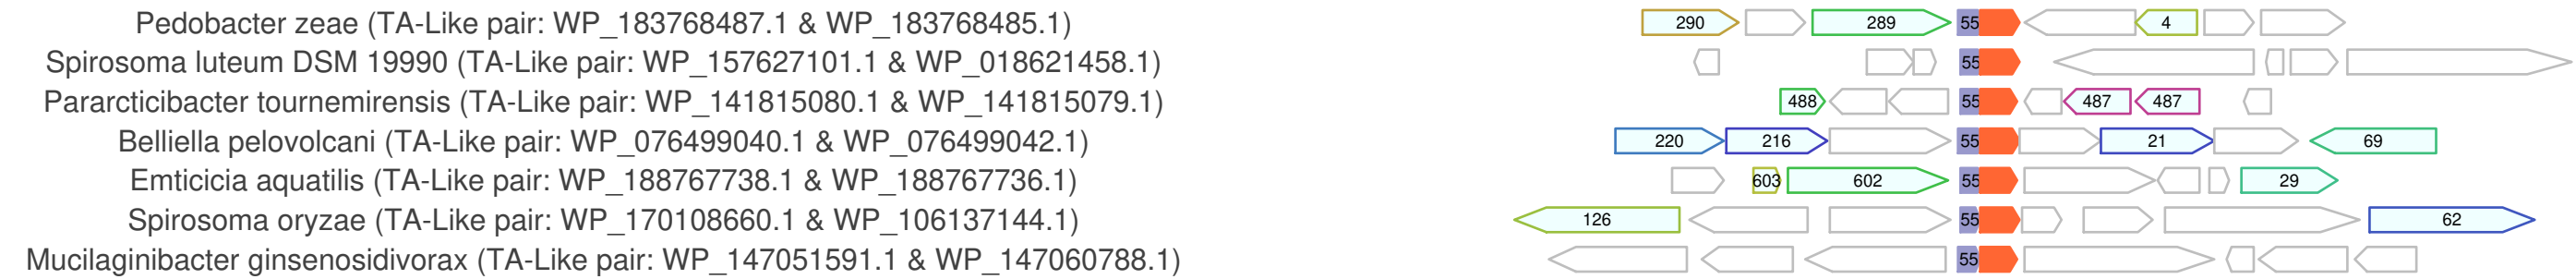 Pedobacter zeae (TA-Like pair: WP_183768487.1 & WP_183768485.1) 290 289 55 4
Spirosoma luteum DSM 19990 (TA-Like pair: WP_157627101.1 & WP_018621458.1) 55
Pararcticibacter tournemirensis (TA-Like pair: WP_141815080.1 & WP_141815079.1) 488 55 487 487
Belliella pelovolcani (TA-Like pair: WP_076499040.1 & WP_076499042.1) 220 216 55 21 69
Emticicia aquatilis (TA-Like pair: WP_188767738.1 & WP_188767736.1) 603 602 55 29
Spirosoma oryzae (TA-Like pair: WP_170108660.1 & WP_106137144.1) 126 55 62
Mucilaginibacter ginsenosidivorax (TA-Like pair: WP_147051591.1 & WP_147060788.1) 55